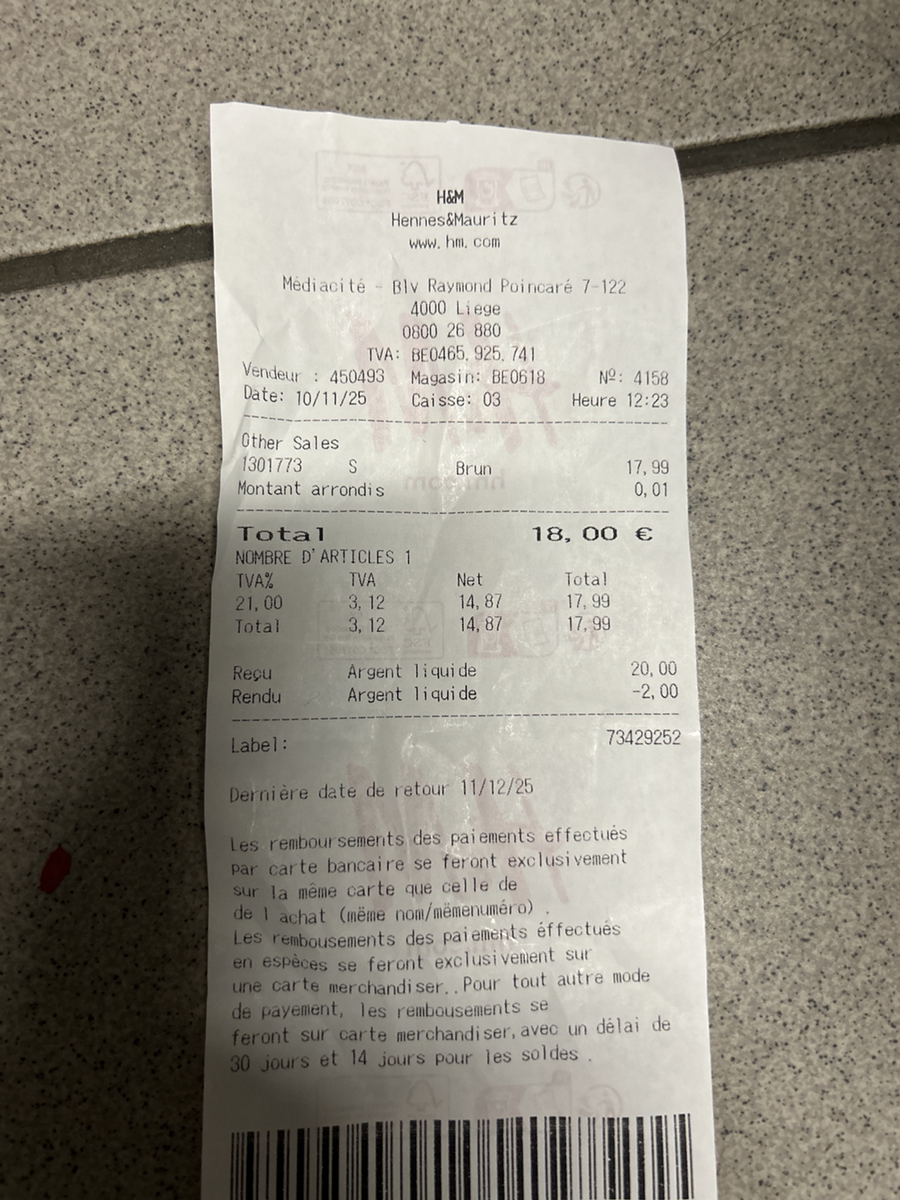 H&M
Hennes&Mauritz
www.hm.com
Médiacité - Blv Raymond Poincaré 7-122
4000 Liege
0800 26 880
TVA: BE0465.925.741
Vendeur : 450493 Magasin: BE0618 Nº: 4158
Date: 10/11/25 Caisse: 03 Heure 12:23
Other Sales
1301773 S Brun 17,99
Montant arrondis 0,01
Total 18,00 €
NOMBRE D'ARTICLES 1
TVA% TVA Net Total
21,00 3,12 14,87 17,99
Total 3,12 14,87 17,99
Reçu Argent liquide 20,00
Rendu Argent liquide -2,00
Label: 73429252
Dernière date de retour 11/12/25
Les remboursements des paiements effectués
par carte bancaire se feront exclusivement
sur la même carte que celle de
de l achat (mëme nom/mëmenuméro) .
Les rembousements des paiements éffectués
en espèces se feront exclusivement sur
une carte merchandiser..Pour tout autre mode
de payement, les rembousements se
feront sur carte merchandiser,avec un délai de
30 jours et 14 jours pour les soldes .